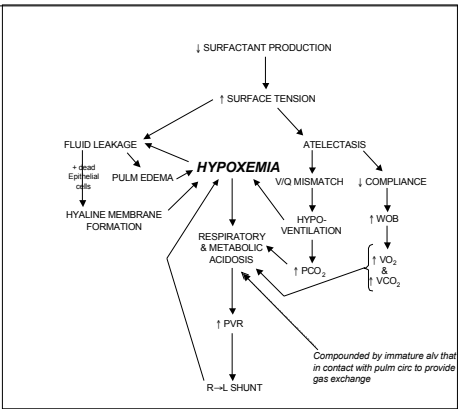 ↓ SURFACTANT PRODUCTION
↑ SURFACE TENSION
FLUID LEAKAGE
ATELECTASIS
+ dead
Epithelial
cells
PULM EDEMA
HYPOXEMIA
V/Q MISMATCH
↓ COMPLIANCE
HYALINE MEMBRANE
FORMATION
HYPO-
VENTILATION
↑ WOB
RESPIRATORY
& METABOLIC
ACIDOSIS
↑ PCO₂
↑ VO₂
&
↑ VCO₂
↑ PVR
Compounded by immature alv that
in contact with pulm circ to provide
gas exchange
R→L SHUNT